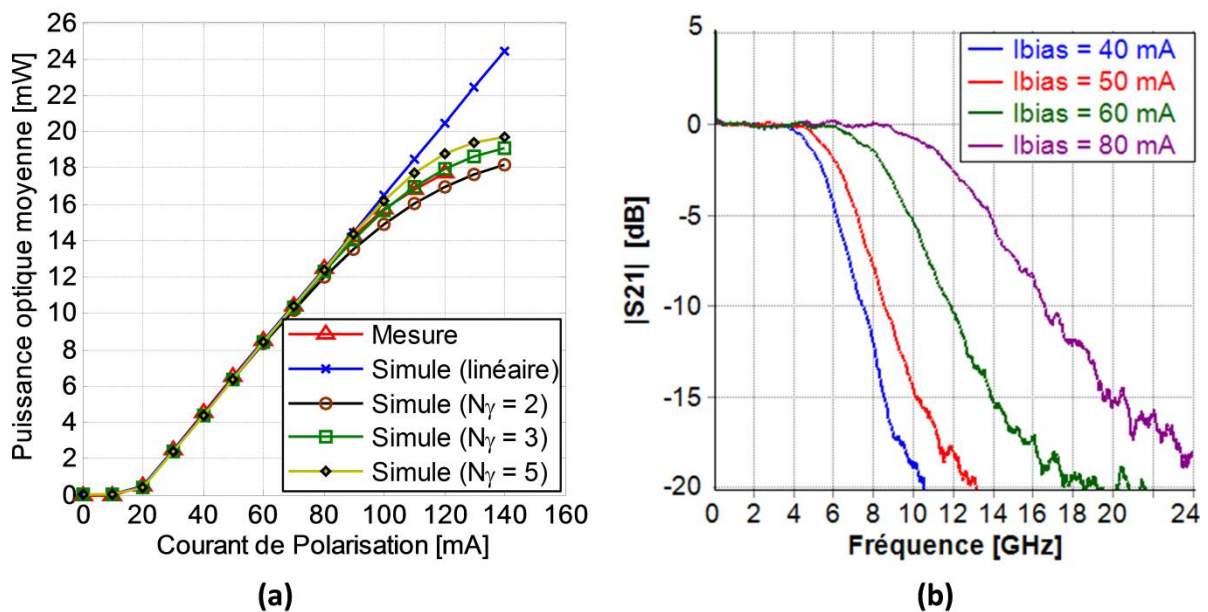 Puissance optique moyenne [mW]
26
24
22
20
18
16
14
12
10
8
6
4
2
0
0 20 40 60 80 100 120 140 160
Courant de Polarisation [mA]
Mesure
Simule (linéaire)
Simule (Nγ = 2)
Simule (Nγ = 3)
Simule (Nγ = 5)
(a)
|S21| [dB]
5
0
-5
-10
-15
-20
0 2 4 6 8 10 12 14 16 18 20 22 24
Fréquence [GHz]
Ibias = 40 mA
Ibias = 50 mA
Ibias = 60 mA
Ibias = 80 mA
(b)